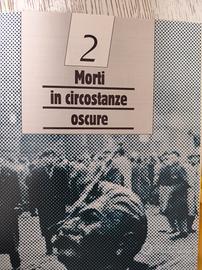 2
Morti
in circostanze
oscure